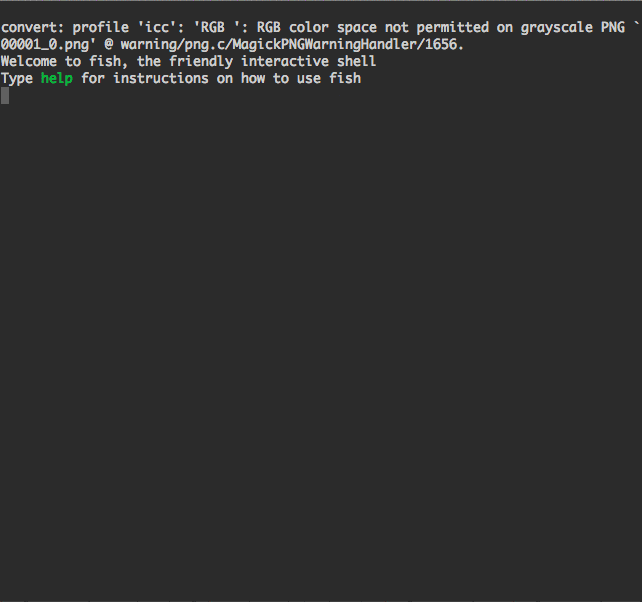 convert: profile 'icc': 'RGB ': RGB color space not permitted on grayscale PNG `
00001_0.png' @ warning/png.c/MagickPNGWarningHandler/1656.
Welcome to fish, the friendly interactive shell
Type help for instructions on how to use fish